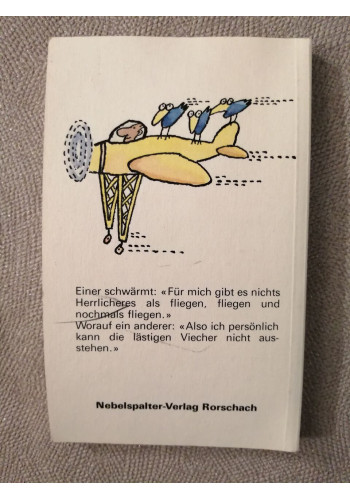 Einer schwärmt: «Für mich gibt es nichts
Herrlicheres als fliegen, fliegen und
nochmals fliegen.»
Worauf ein anderer: «Also ich persönlich
kann die lästigen Viecher nicht aus-
stehen.»
Nebelspalter-Verlag Rorschach